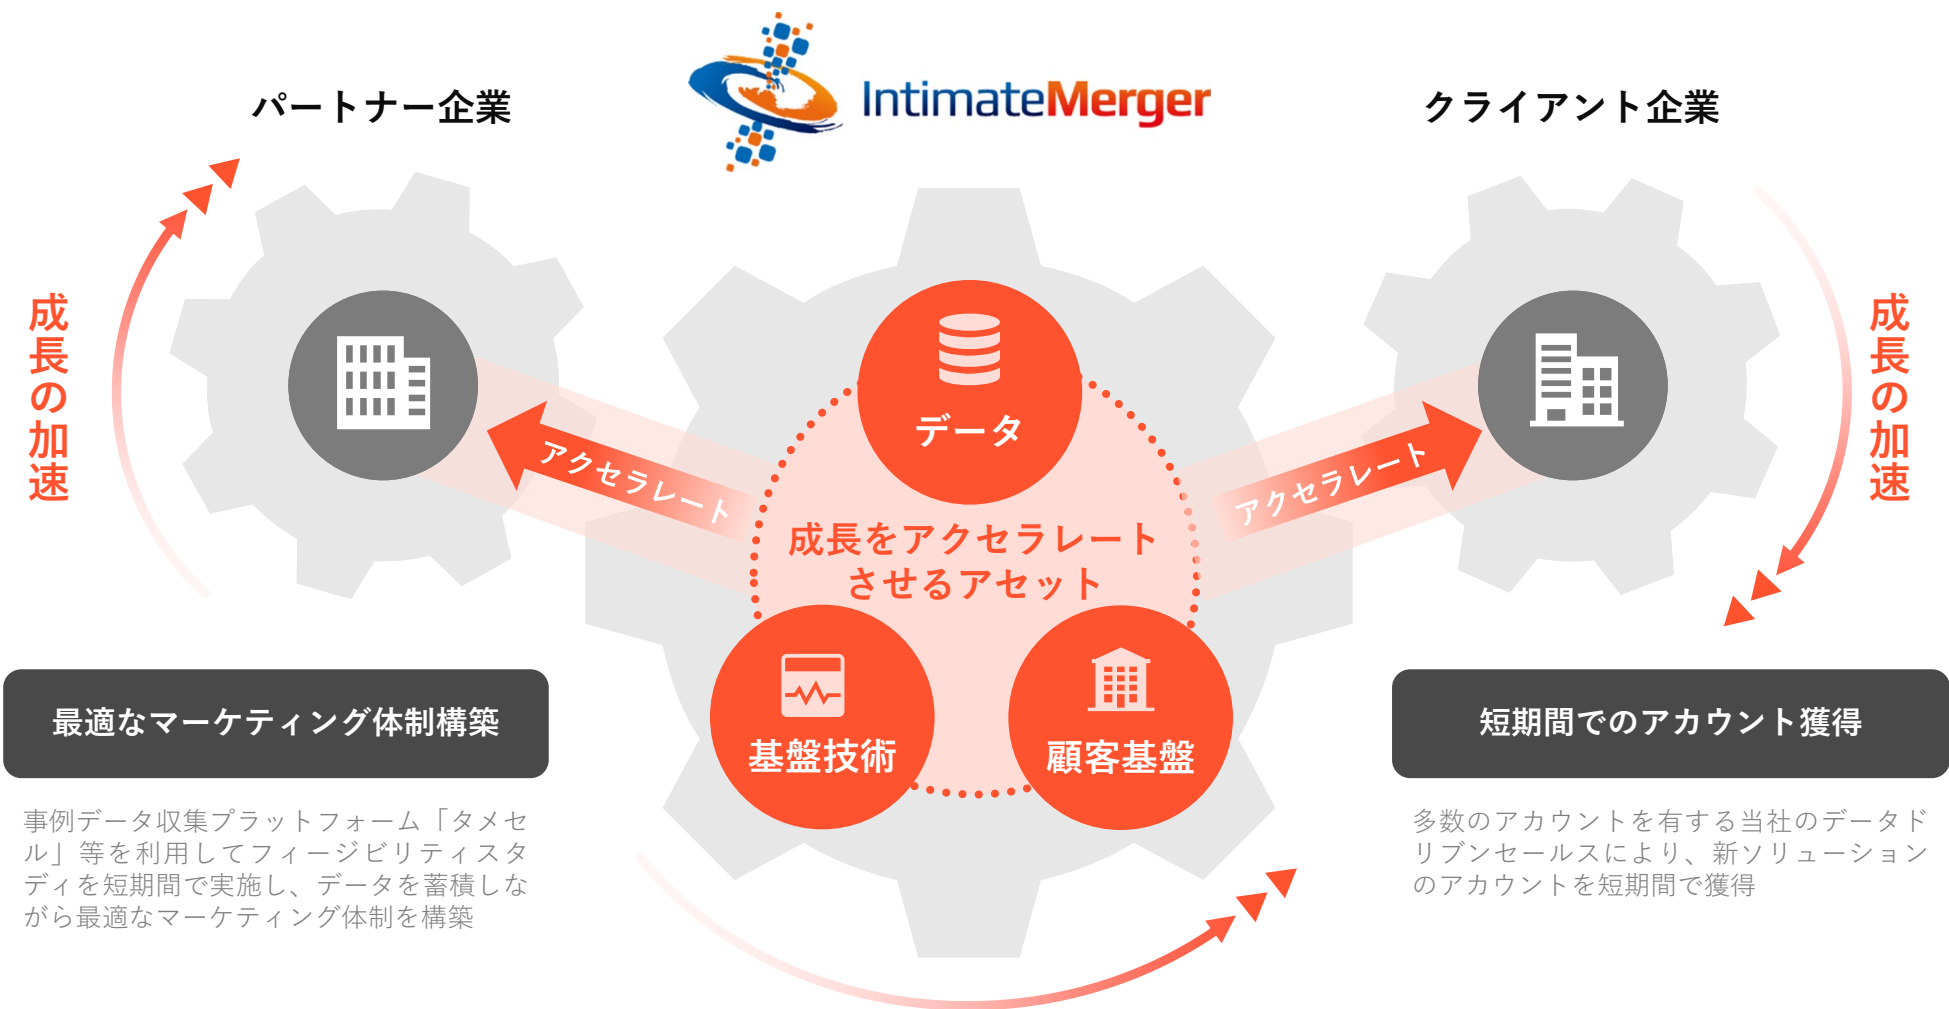 IntimateMerger
パートナー企業
クライアント企業
成長の加速
アクセラレート
データ
成長をアクセラレート
させるアセット
基盤技術
顧客基盤
アクセラレート
成長の加速
最適なマーケティング体制構築
事例データ収集プラットフォーム「タメセ
ル」等を利用してフィージビリティスタ
ディを短期間で実施し、データを蓄積しな
がら最適なマーケティング体制を構築
短期間でのアカウント獲得
多数のアカウントを有する当社のデータド
リブンセールスにより、新ソリューション
のアカウントを短期間で獲得